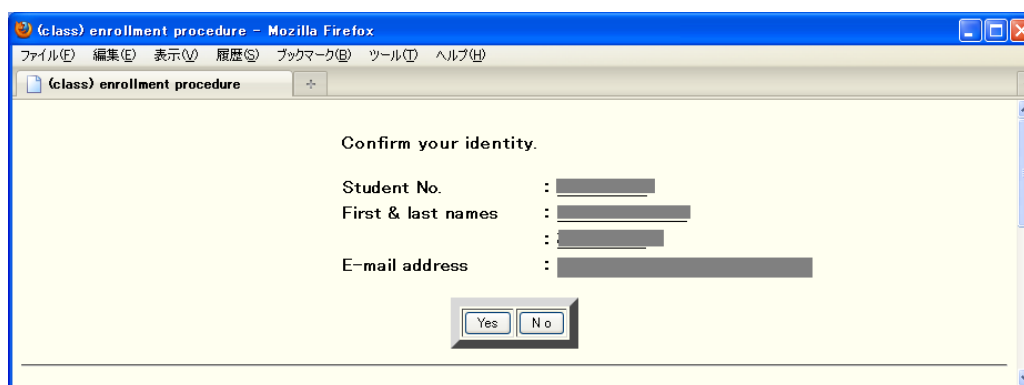 (class) enrollment procedure - Mozilla Firefox
ファイル(F) 編集(E) 表示(V) 履歴(S) ブックマーク(B) ツール(T) ヘルプ(H)
(class) enrollment procedure
Confirm your identity.
Student No. :
First & last names :
:
E-mail address :
Yes No